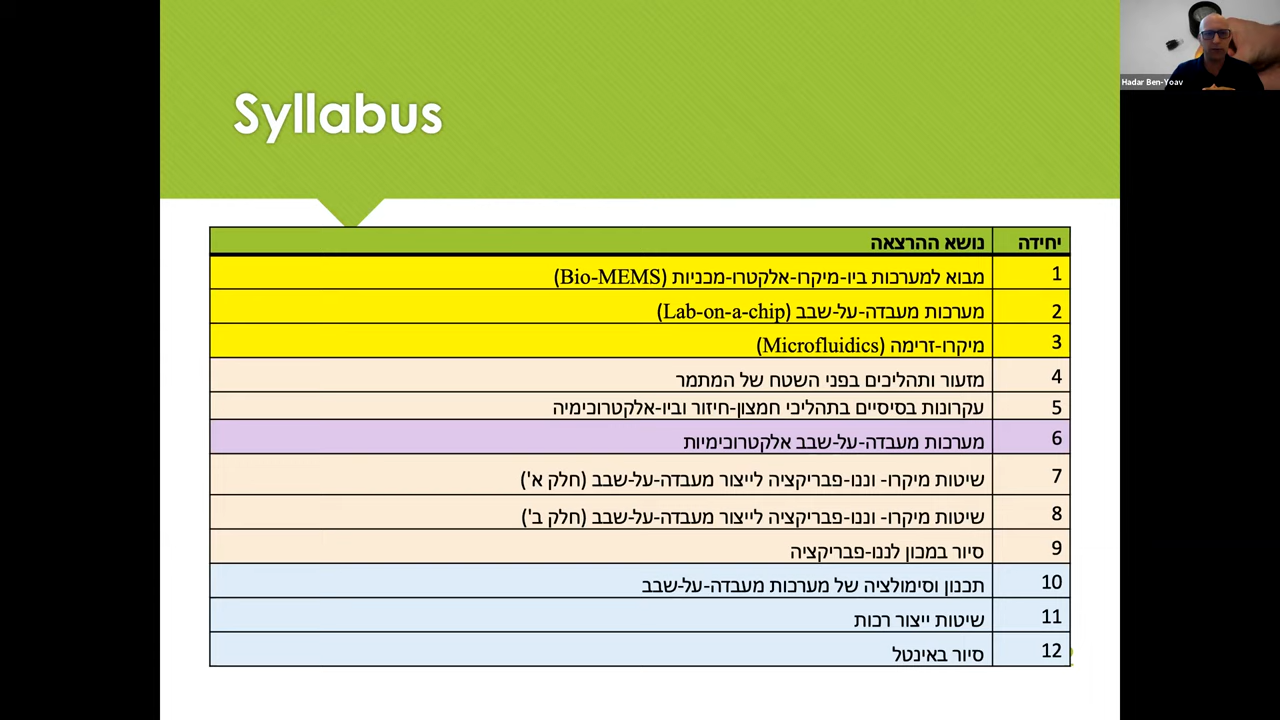 Syllabus
Hadar Ben-Yoav
יחידה נושא ההרצאה
1 מבוא למערכות ביו-מיקרו-אלקטרו-מכניות (Bio-MEMS)
2 מערכות מעבדה-על-שבב (Lab-on-a-chip)
3 מיקרו-זרימה (Microfluidics)
4 מזעור ותהליכים בפני השטח של המתמר
5 עקרונות בסיסיים בתהליכי חמצון-חיזור וביו-אלקטרוכימיה
6 מערכות מעבדה-על-שבב אלקטרוכימיות
7 שיטות מיקרו- וננו-פבריקציה לייצור מעבדה-על-שבב (חלק א')
8 שיטות מיקרו- וננו-פבריקציה לייצור מעבדה-על-שבב (חלק ב')
9 סיור במכון לננו-פבריקציה
10 תכנון וסימולציה של מערכות מעבדה-על-שבב
11 שיטות ייצור רכות
12 סיור באינטל